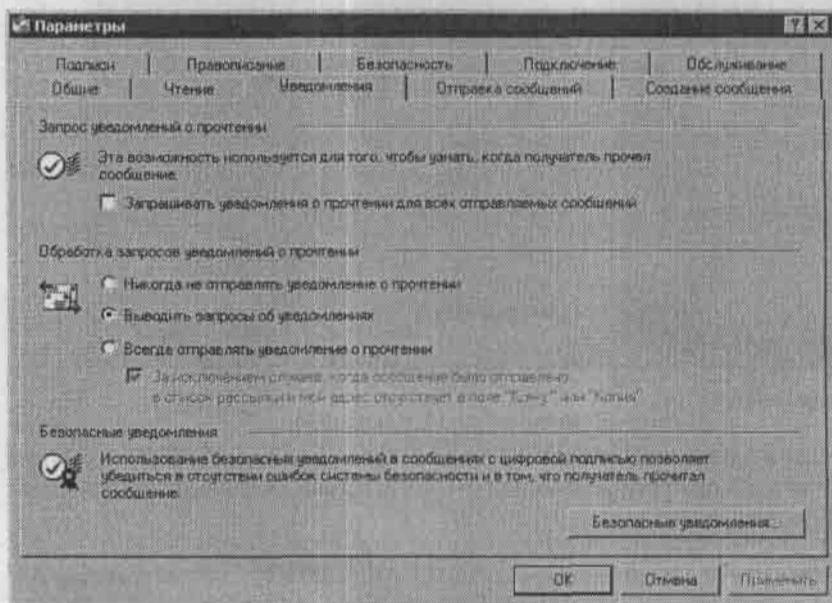 Параметры
Подписи
Правописание
Безопасность
Подключение
Обслуживание
Общие
Чтение
Уведомления
Отправка сообщений
Создание сообщения
Запрос уведомлений о прочтении
Эта возможность используется для того, чтобы узнать, когда получатель прочел
сообщение.
Запрашивать уведомления о прочтении для всех отправляемых сообщений
Обработка запросов уведомлений о прочтении
Никогда не отправлять уведомление о прочтении
Выводить запросы об уведомлениях
Всегда отправлять уведомление о прочтении
За исключением случаев, когда сообщение было отправлено
в список рассылки и мой адрес отсутствует в поле "Кому" или "Копия"
Безопасные уведомления
Использование безопасных уведомлений в сообщениях с цифровой подписью позволяет
убедиться в отсутствии ошибок системы безопасности и в том, что получатель прочитал
сообщение.
Безопасные уведомления...
ОК
Отмена
Применить